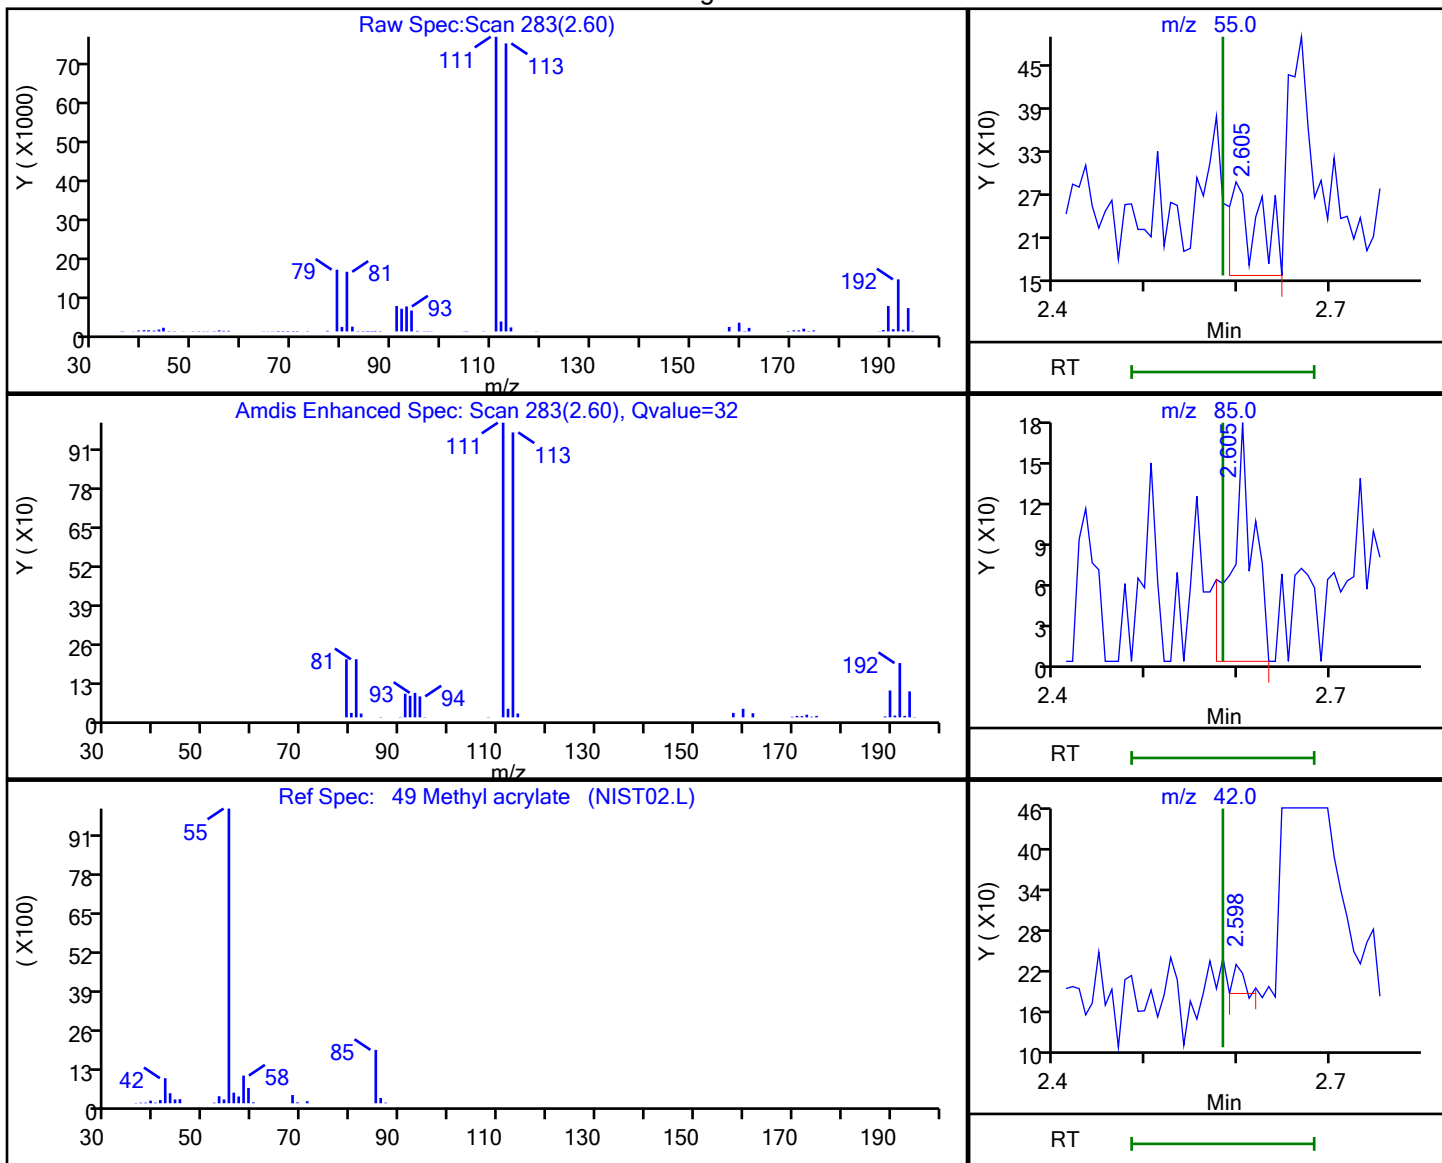 Raw Spec:Scan 283(2.60)
Y ( X1000)
70
60
50
40
30
20
10
0
111
113
79
81
93
192
30 50 70 90 110 130 150 170 190
m/z
m/z 55.0
Y ( X10)
45
39
33
27
21
15
2.605
2.4 2.7
Min
RT
Amdis Enhanced Spec: Scan 283(2.60), Qvalue=32
Y ( X10)
91
78
65
52
39
26
13
0
111
113
81
93
94
192
30 50 70 90 110 130 150 170 190
m/z
m/z 85.0
Y ( X10)
18
15
12
9
6
3
0
2.605
2.4 2.7
Min
RT
Ref Spec: 49 Methyl acrylate (NIST02.L)
( X100)
91
78
65
52
39
26
13
0
55
42
58
85
30 50 70 90 110 130 150 170 190
m/z 42.0
Y ( X10)
46
40
34
28
22
16
10
2.598
2.4 2.7
Min
RT